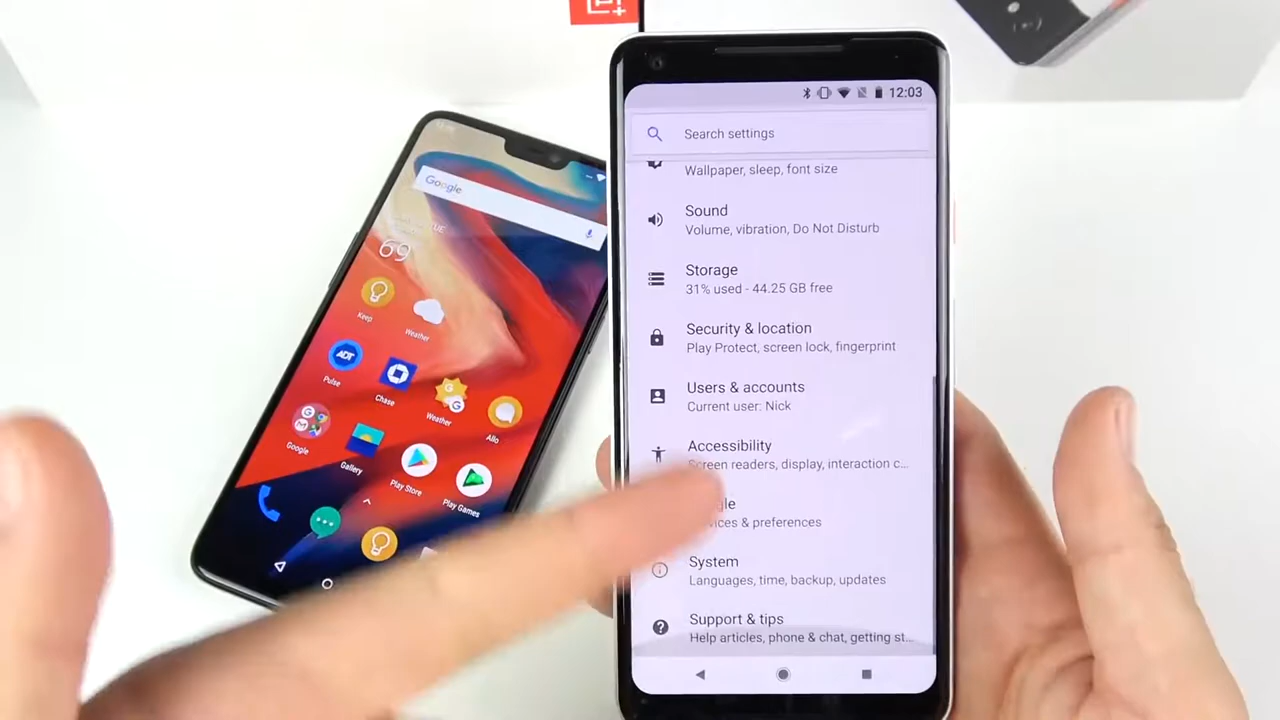 12:03
Search settings
Wallpaper, sleep, font size
Sound
Volume, vibration, Do Not Disturb
Storage
31% used - 44.25 GB free
Security & location
Play Protect, screen lock, fingerprint
Users & accounts
Current user: Nick
Accessibility
Screen readers, display, interaction c...
gle
vices & preferences
System
Languages, time, backup, updates
Support & tips
Help articles, phone & chat, getting st...
Google
69
Keep
Weather
ADT
Pulse
Chase
Weather
Allo
Google
Gallery
Play Store
Play Games